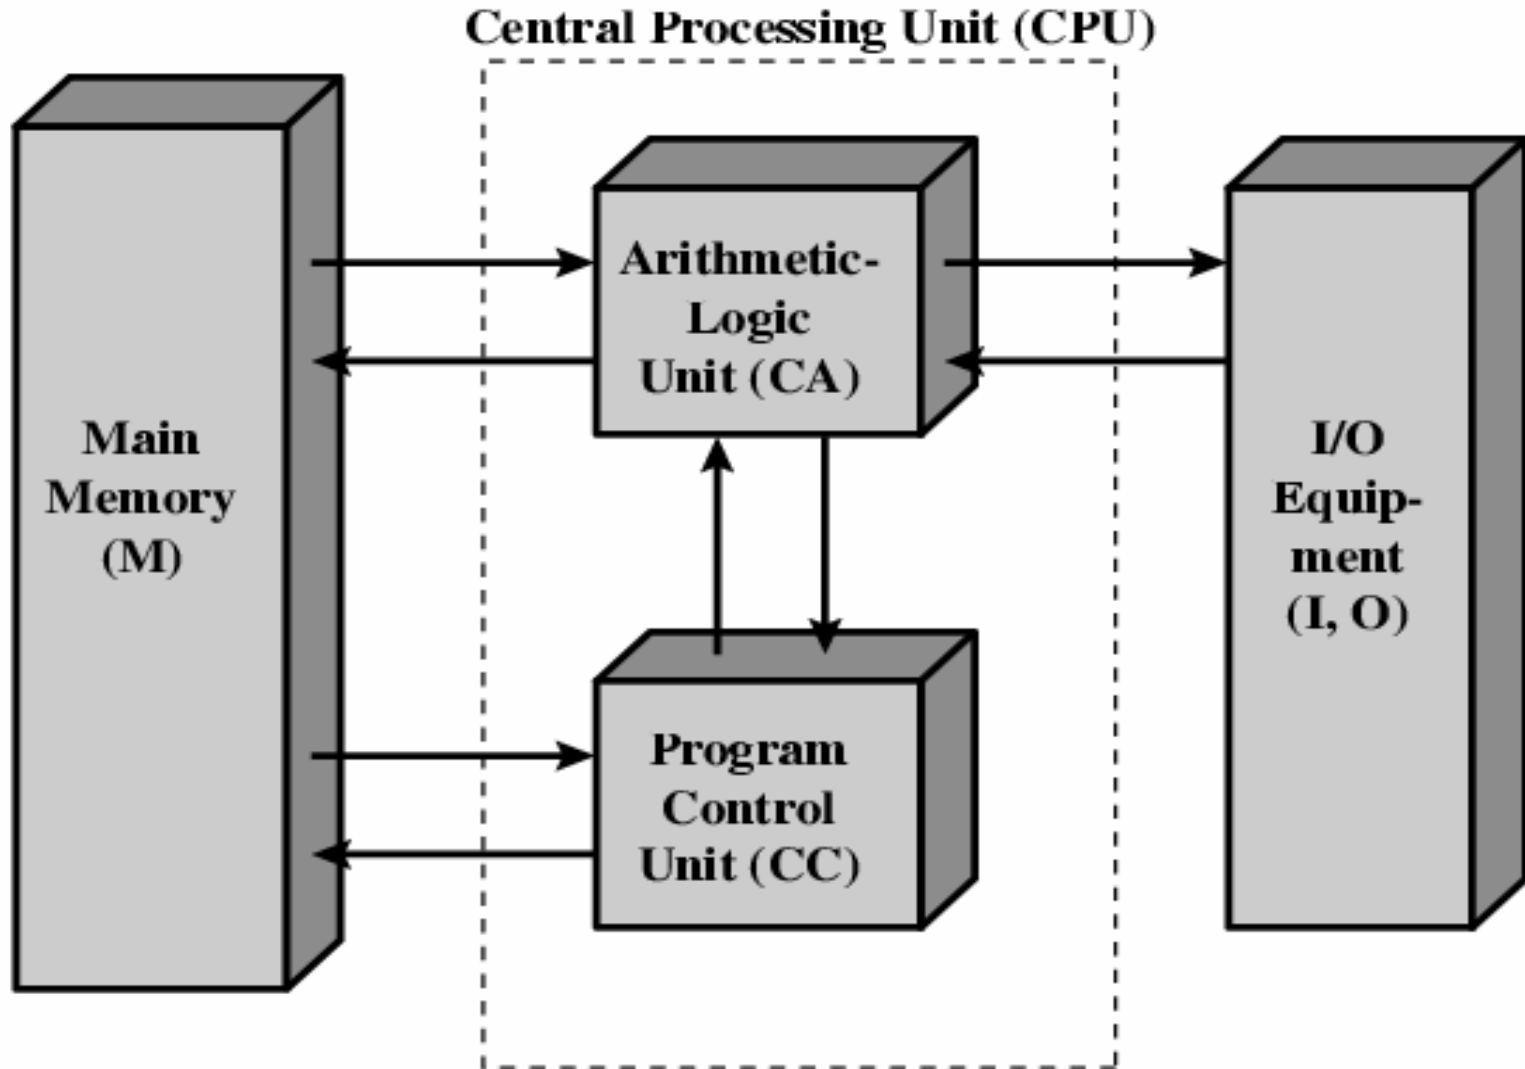 Central Processing Unit (CPU)
Main
Memory
(M)
Arithmetic-
Logic
Unit (CA)
Program
Control
Unit (CC)
I/O
Equip-
ment
(I, O)